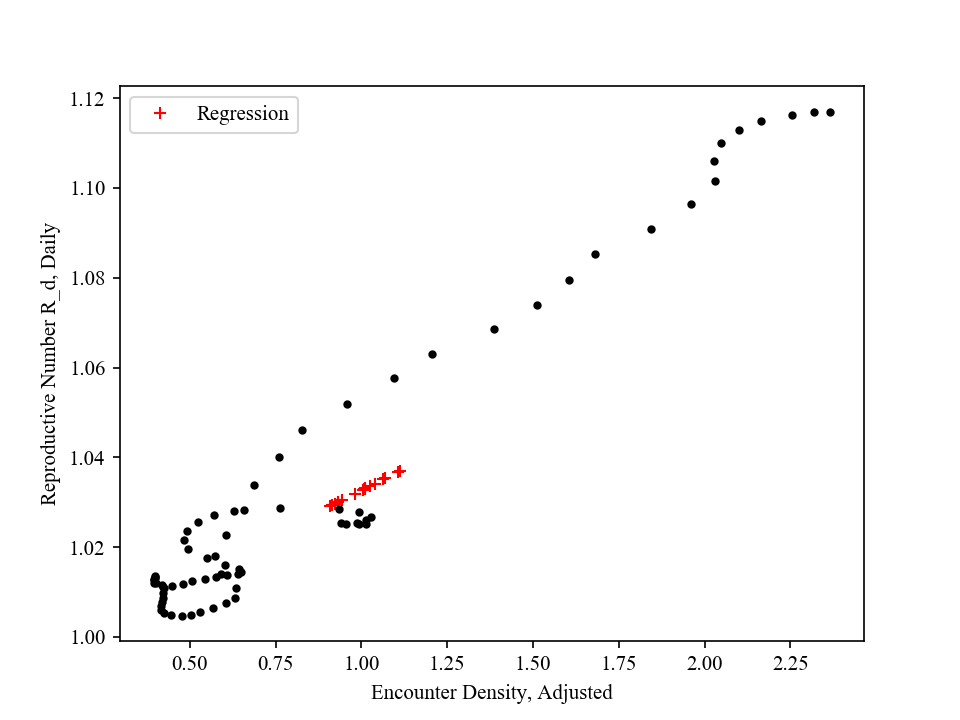 Regression
1.12
1.10
1.08
1.06
1.04
1.02
1.00
Reproductive Number R_d, Daily
0.50 0.75 1.00 1.25 1.50 1.75 2.00 2.25
Encounter Density, Adjusted